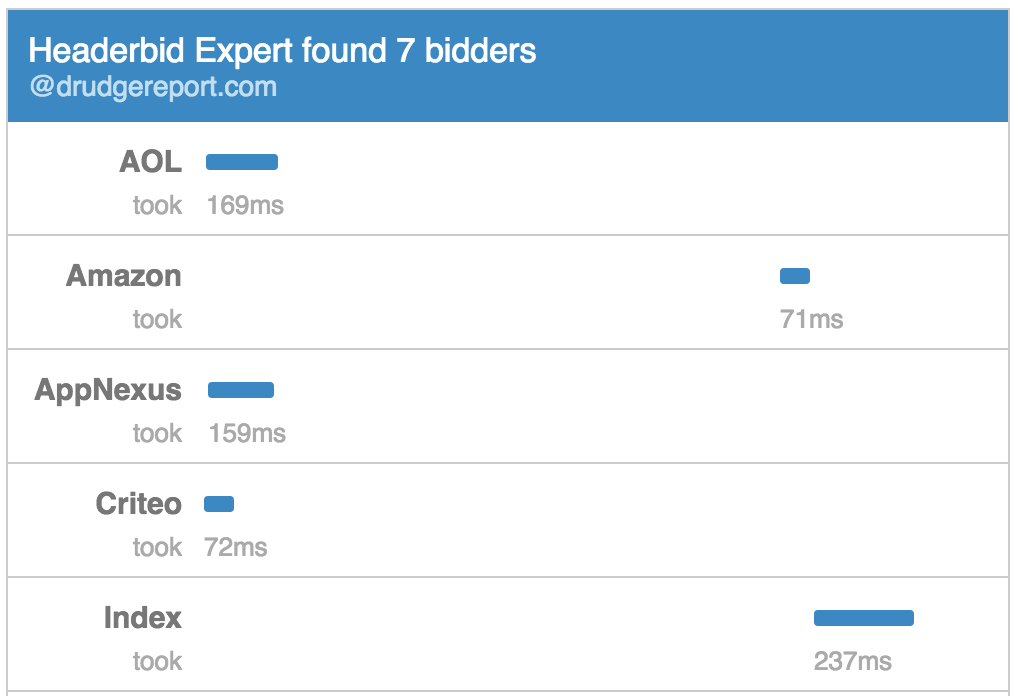 Headerbid Expert found 7 bidders
@drudgereport.com
AOL
took 169ms
Amazon
took 71ms
AppNexus
took 159ms
Criteo
took 72ms
Index
took 237ms